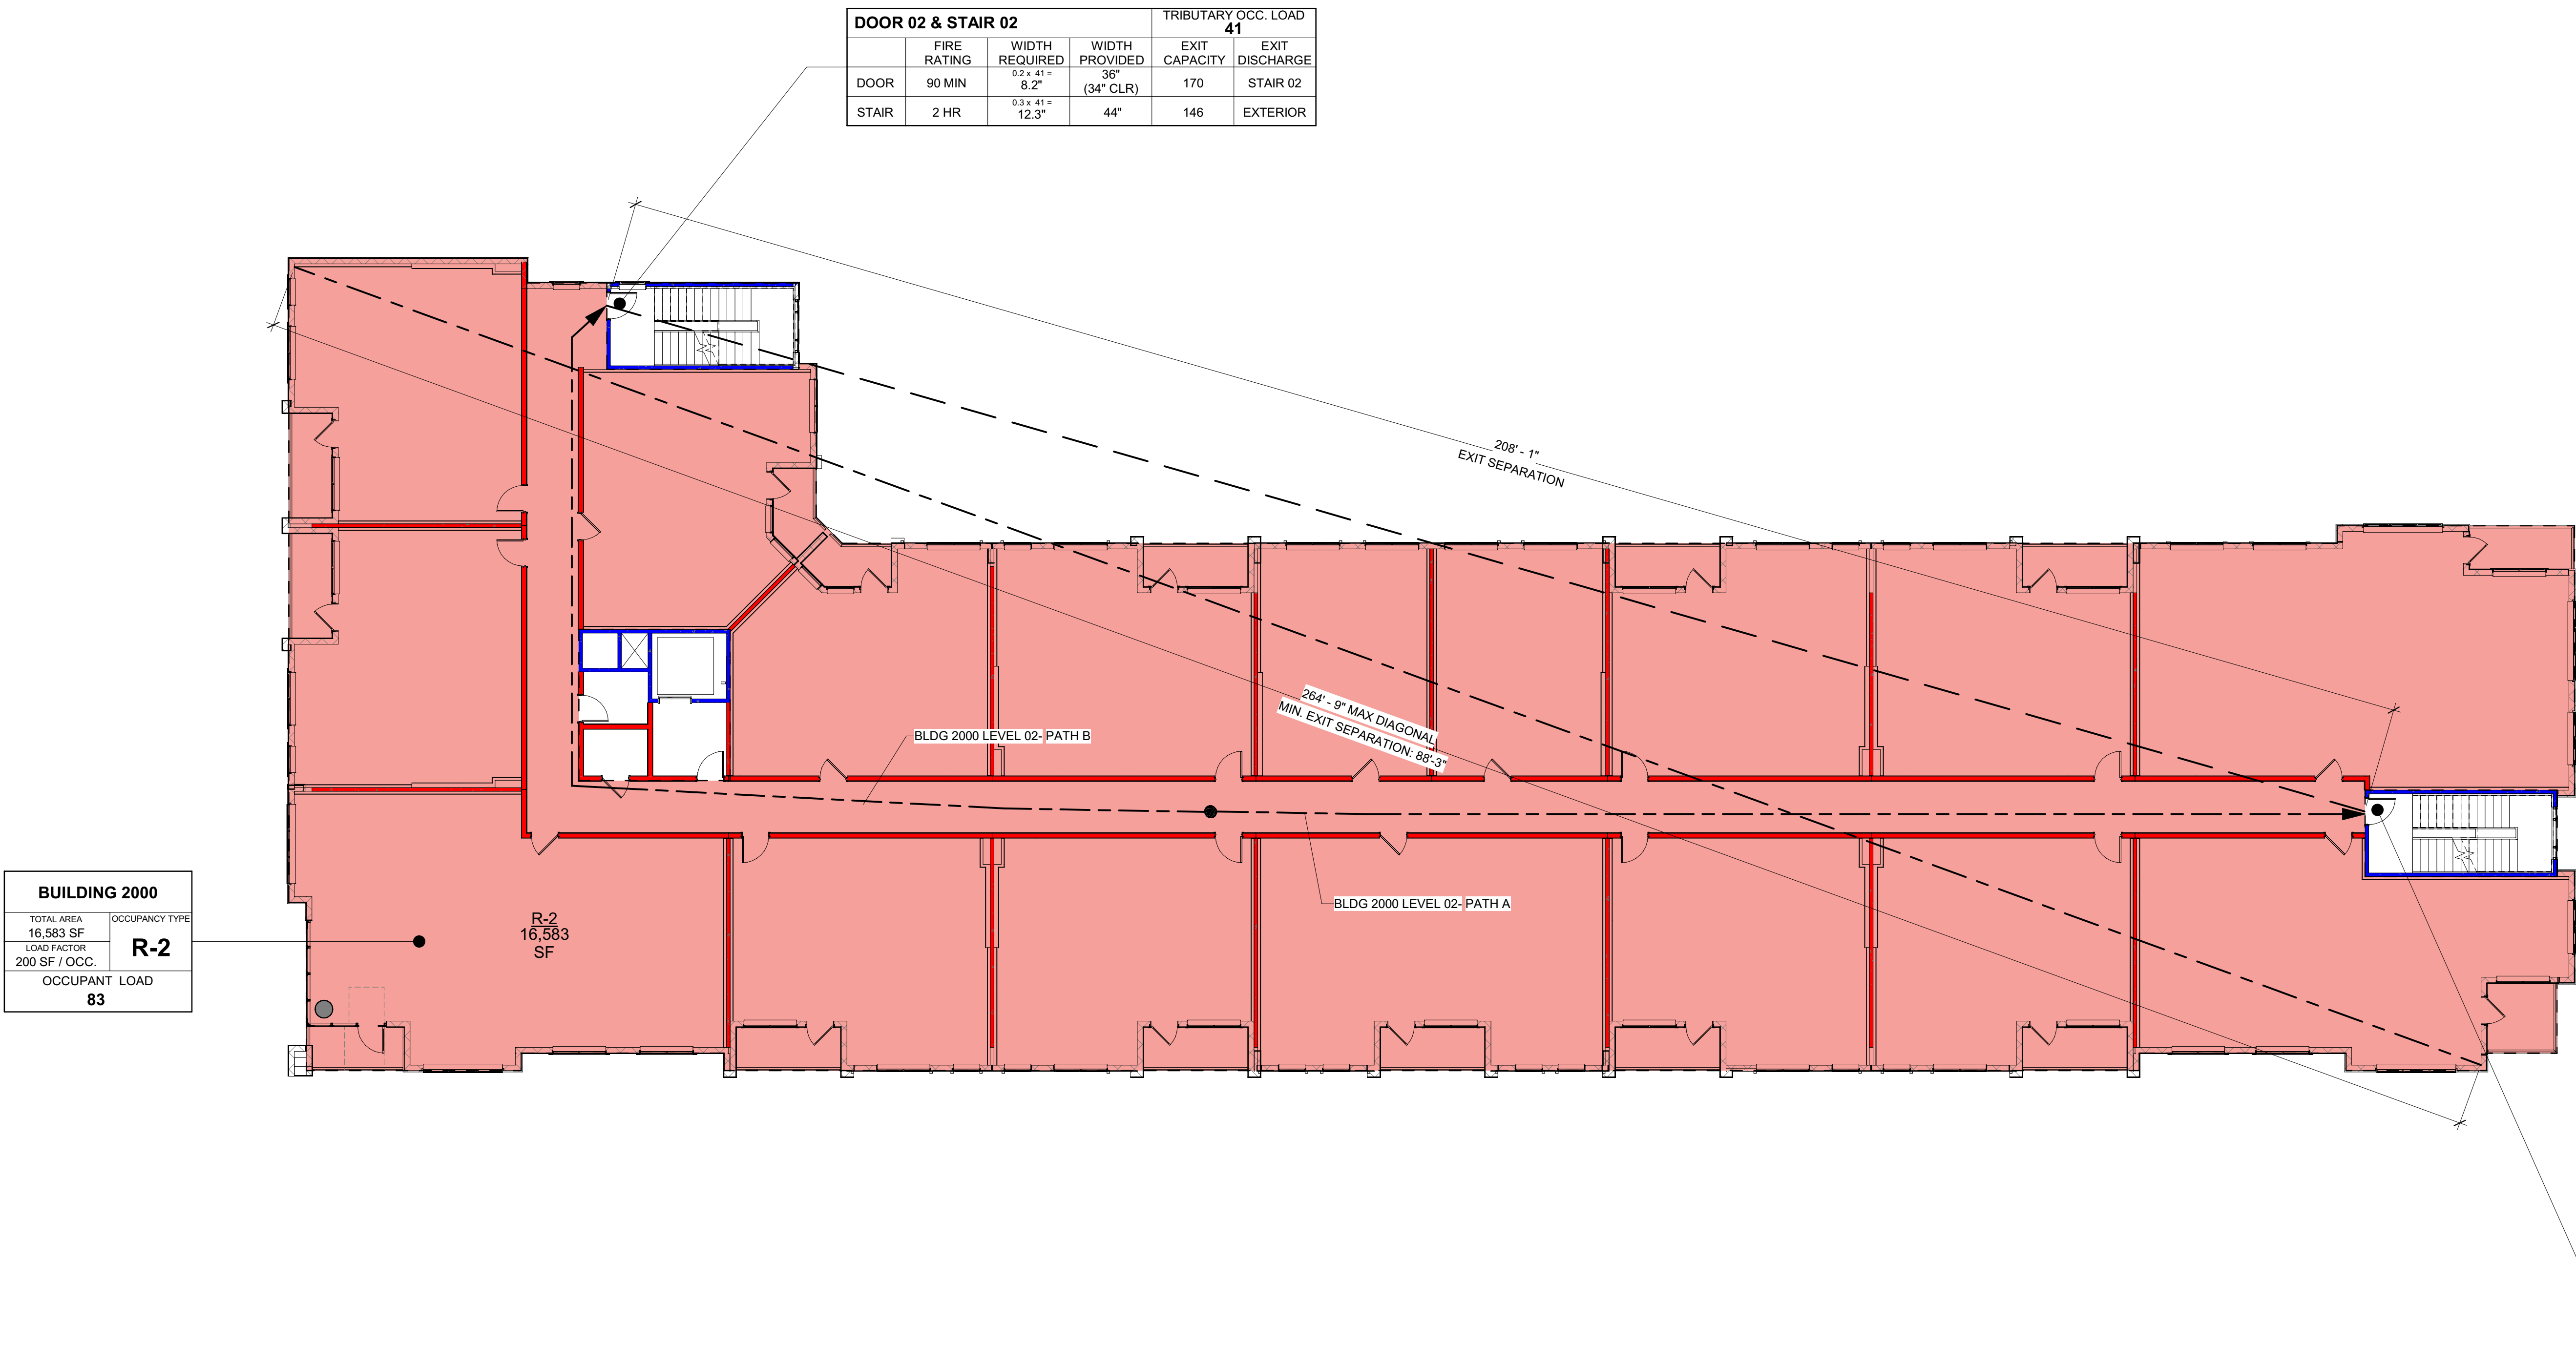 DOOR 02 & STAIR 02
TRIBUTARY OCC. LOAD
41
FIRE RATING
WIDTH REQUIRED
WIDTH PROVIDED
EXIT CAPACITY
EXIT DISCHARGE
DOOR
90 MIN
0.2 x 41 =
8.2"
36"
(34" CLR)
170
STAIR 02
STAIR
2 HR
0.3 x 41 =
12.3"
44"
146
EXTERIOR
208' - 1"
EXIT SEPARATION
264' - 9" MAX DIAGONAL
MIN. EXIT SEPARATION: 88'-3"
BLDG 2000 LEVEL 02- PATH B
BLDG 2000 LEVEL 02- PATH A
BUILDING 2000
TOTAL AREA
16,583 SF
OCCUPANCY TYPE
R-2
LOAD FACTOR
200 SF / OCC.
OCCUPANT LOAD
83
R-2
16,583
SF